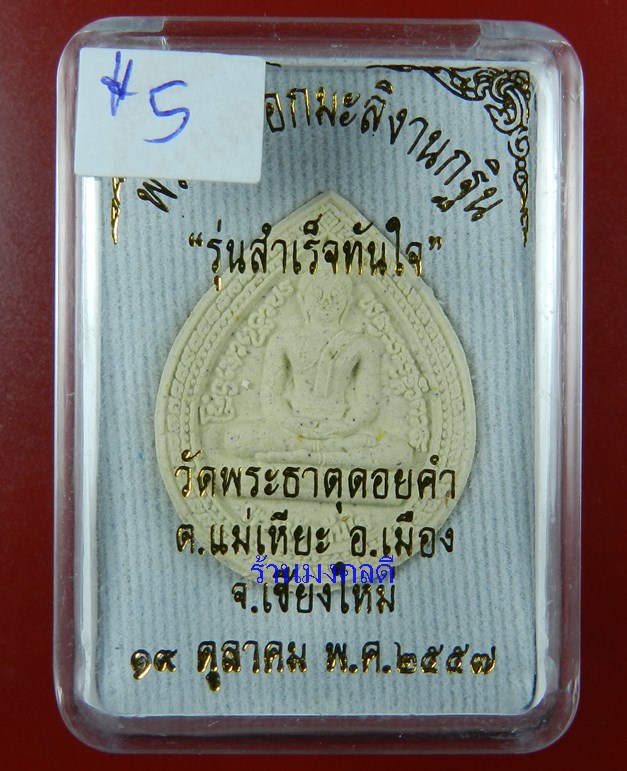 #5
อกมะลิงานกฐิน
“รุ่นสำเร็จทันใจ”
วัดพระธาตุดอยคำ
ต.แม่เหียะ อ.เมือง
ร้านมงคลดี
จ.เชียงใหม่
๑๙ ตุลาคม พ.ศ.๒๕๕๗